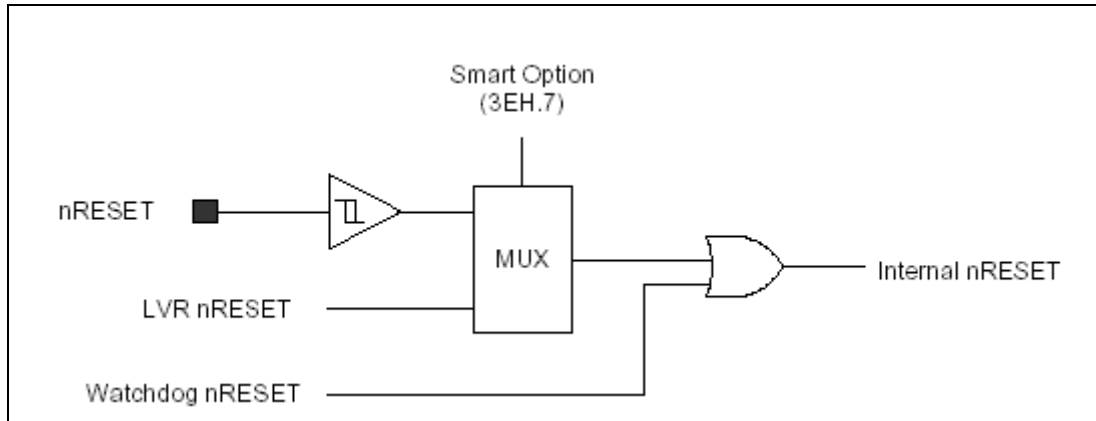 Smart Option
(3EH.7)
nRESET
MUX
Internal nRESET
LVR nRESET
Watchdog nRESET